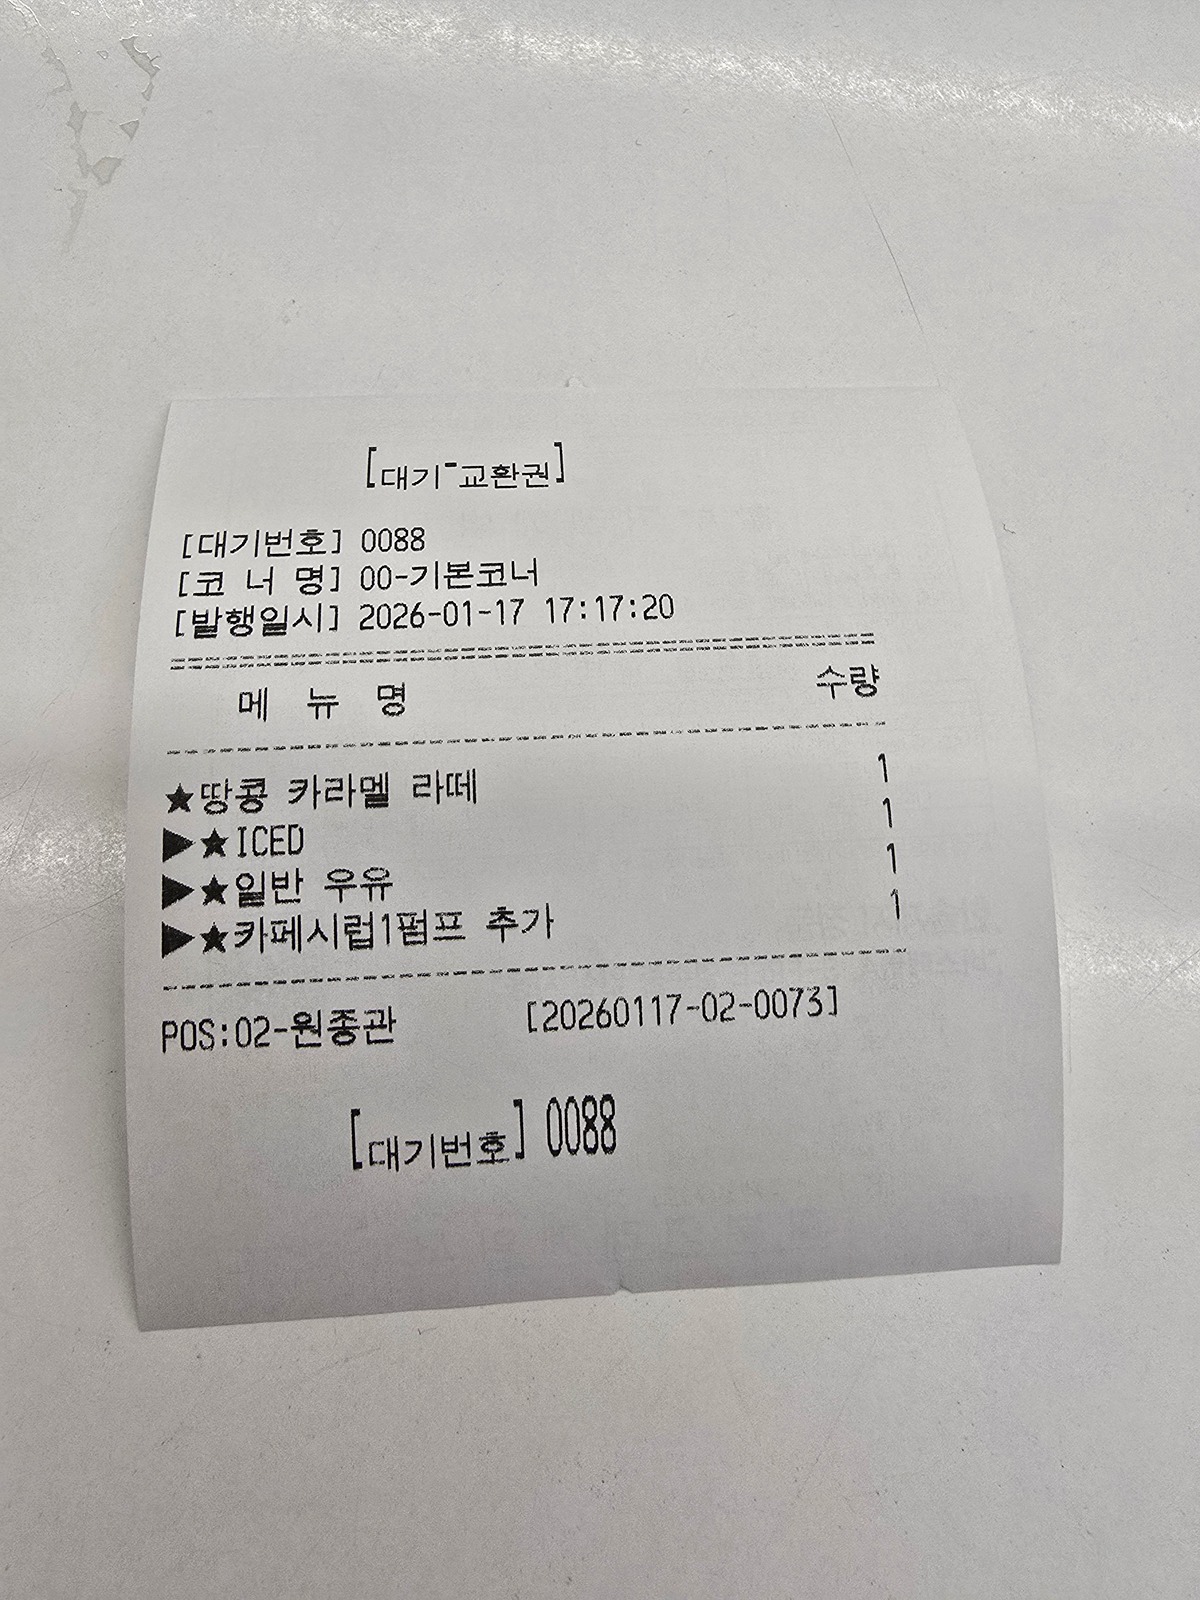 [대기-교환권]
[대기번호] 0088
[코 너 명] 00-기본코너
[발행일시] 2026-01-17 17:17:20
메 뉴 명 수량
★땅콩 카라멜 라떼 1
▶★ICED 1
▶★일반 우유 1
▶★카페시럽1펌프 추가 1
POS:02-원종관 [20260117-02-0073]
[대기번호] 0088